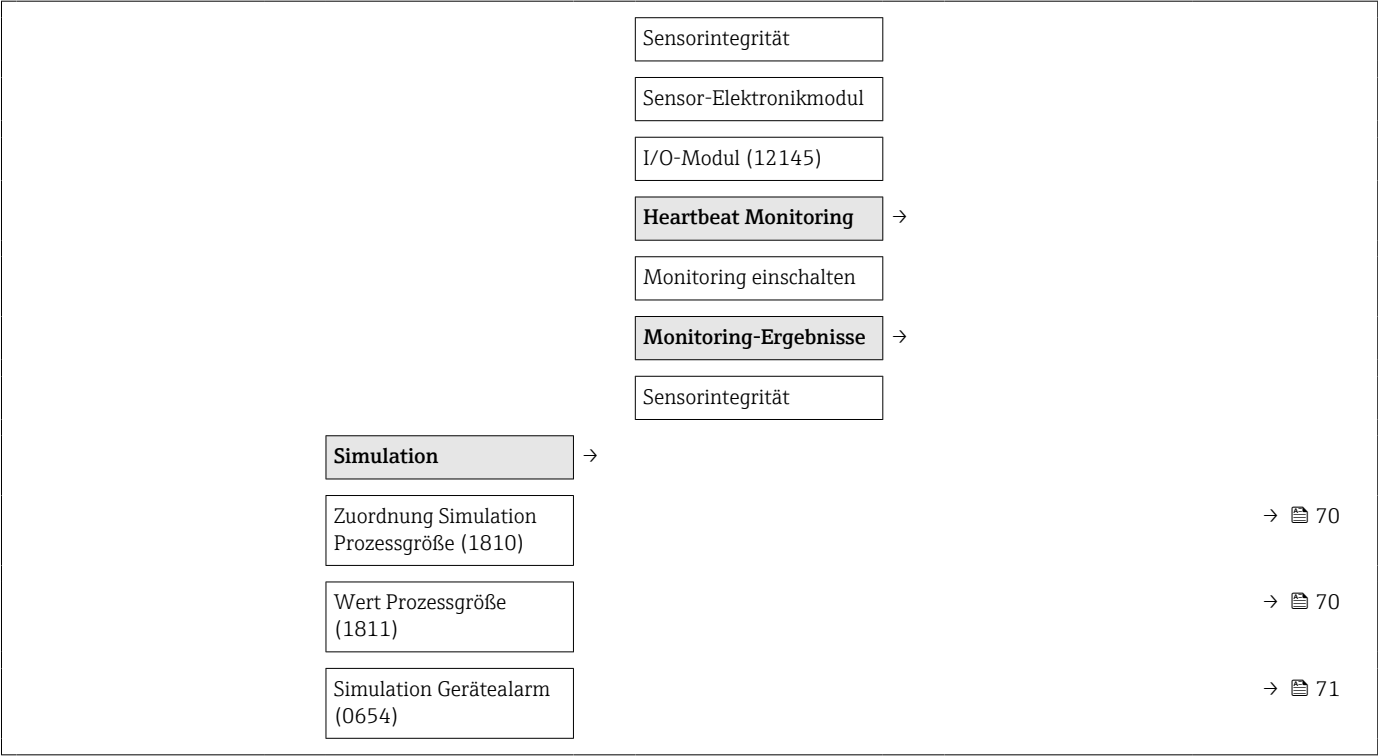 Sensorintegrität
Sensor-Elektronikmodul
I/O-Modul (12145)
Heartbeat Monitoring →
Monitoring einschalten
Monitoring-Ergebnisse →
Sensorintegrität
Simulation →
Zuordnung Simulation
Prozessgröße (1810)
→ 70
Wert Prozessgröße
(1811)
→ 70
Simulation Gerätealarm
(0654)
→ 71